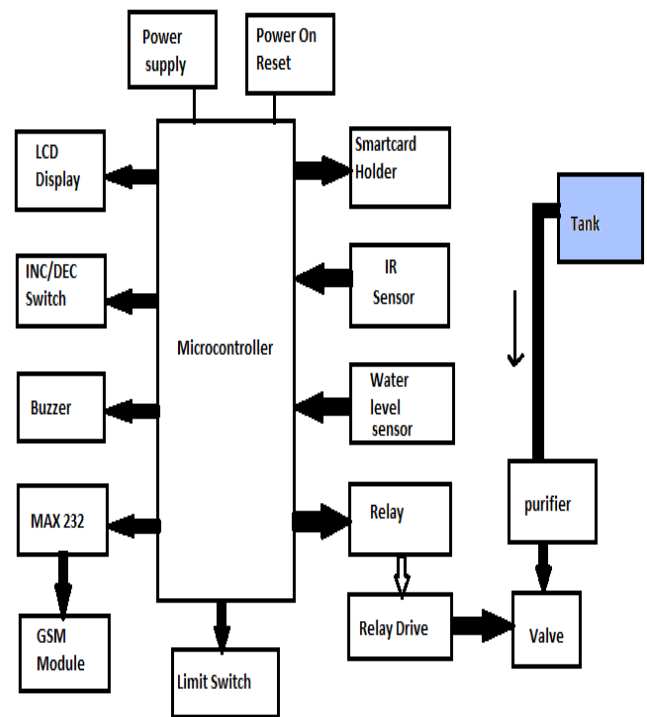 Power
supply
Power On
Reset
LCD
Display
Smartcard
Holder
Tank
INC/DEC
Switch
IR
Sensor
Microcontroller
Buzzer
Water
level
sensor
MAX 232
Relay
purifier
GSM
Module
Limit Switch
Relay Drive
Valve